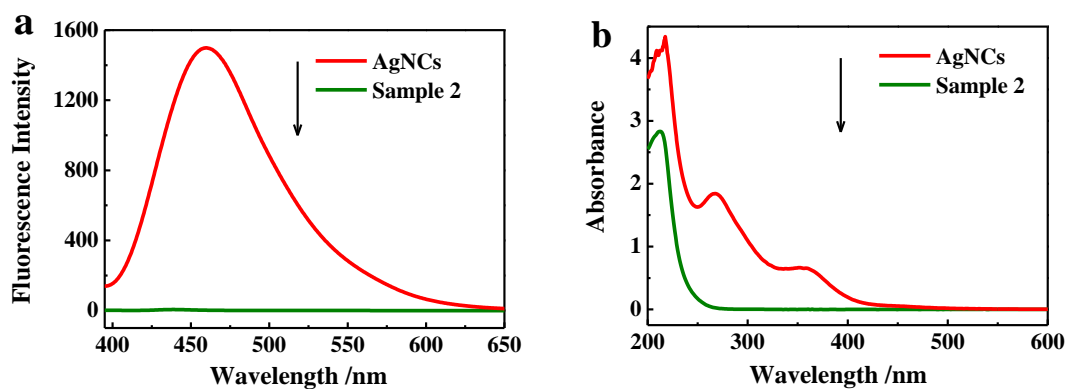 a
1600
1200
800
400
0
400
450
500
550
600
650
Fluorescence Intensity
Wavelength /nm
AgNCs
Sample 2
b
4
3
2
1
0
200
300
400
500
600
Absorbance
Wavelength /nm
AgNCs
Sample 2